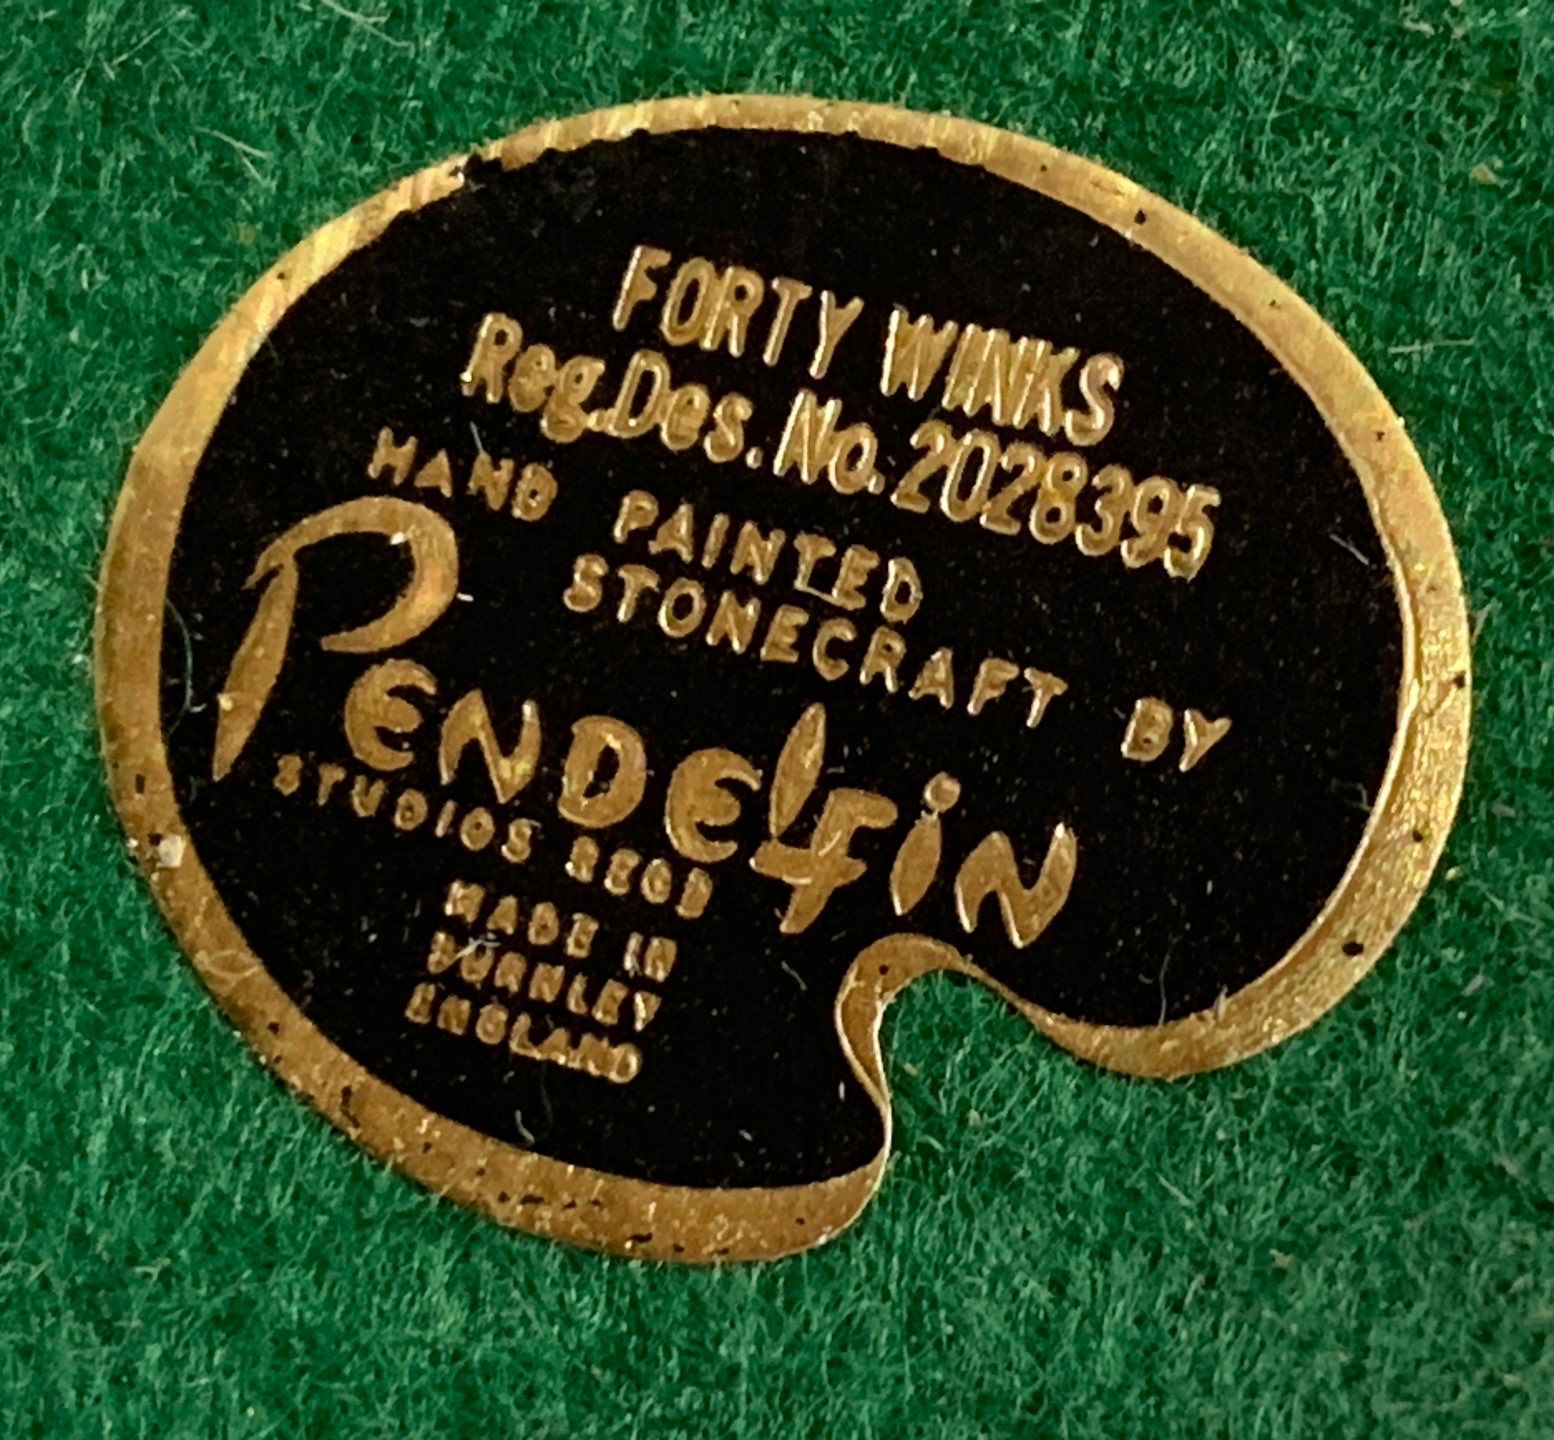 FORTY WINKS
Reg.Des. No. 2028395
HAND PAINTED
STONECRAFT BY
PENDELFIN
STUDIOS REGD
MADE IN
BURNLEY
ENGLAND